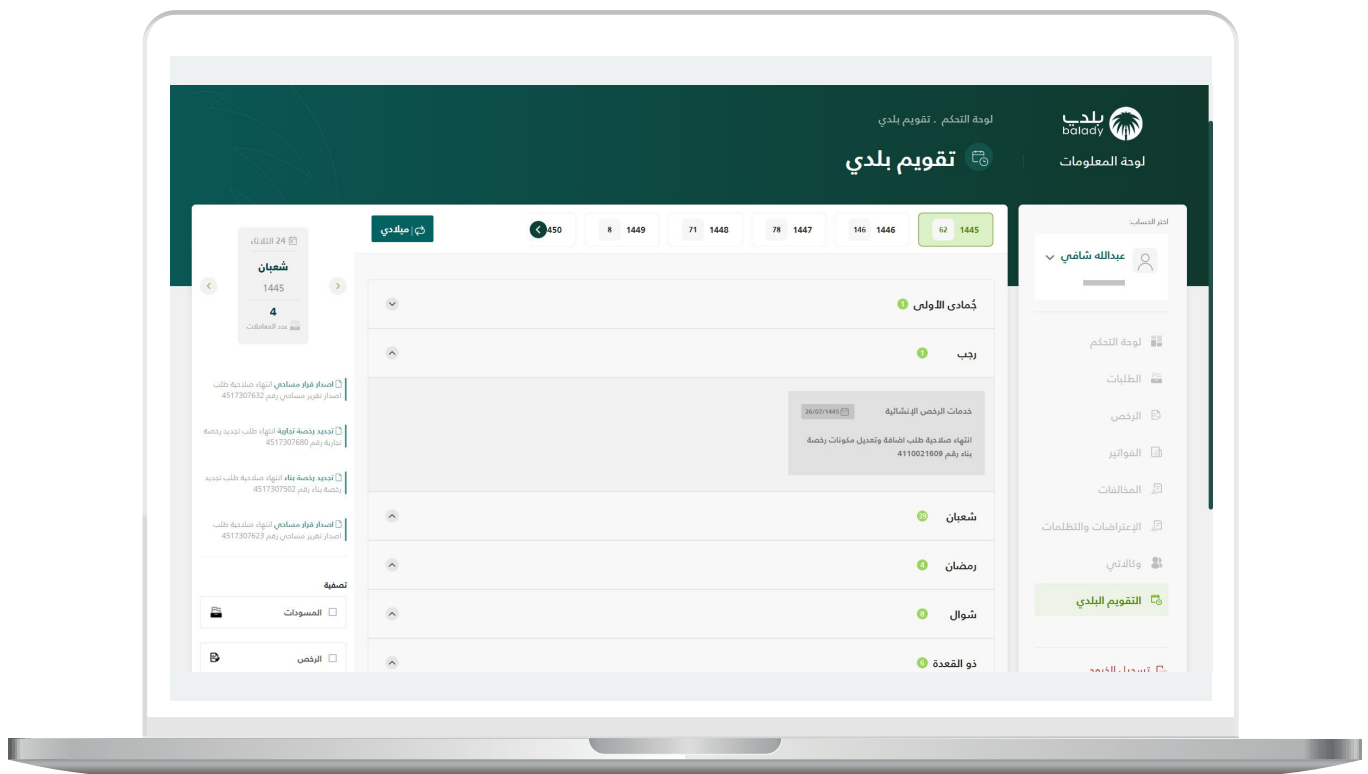 بلدي
balady
لوحة المعلومات
لوحة التحكم . تقويم بلدي
تقويم بلدي
اختر الحساب:
عبدالله شافي
لوحة التحكم
الطلبات
الرخص
الفواتير
المخالفات
الإعتراضات والتظلمات
وكالاتي
التقويم البلدي
تسجيل الخروج
1445 62
1446 146
1447 78
1448 71
1449 8
450
ميلادي
جُمادى الأولى 1
رجب 1
خدمات الرخص الإنشائية 26/07/1445
انتهاء صلاحية طلب اضافة وتعديل مكونات رخصة
بناء رقم 4110021609
شعبان 39
رمضان 4
شوال 8
ذو القعدة 6
24 الثلاثاء
شعبان
1445
4
عدد المعاملات
اصدار قرار مساحي انتهاء صلاحية طلب
اصدار تقرير مساحي رقم 4517307632
تجديد رخصة تجارية انتهاء طلب تجديد رخصة
تجارية رقم 4517307680
تجديد رخصة بناء انتهاء صلاحية طلب تجديد
رخصة بناء رقم 4517307502
اصدار قرار مساحي انتهاء صلاحية طلب
اصدار تقرير مساحي رقم 4517307623
تصفية
المسودات
الرخص